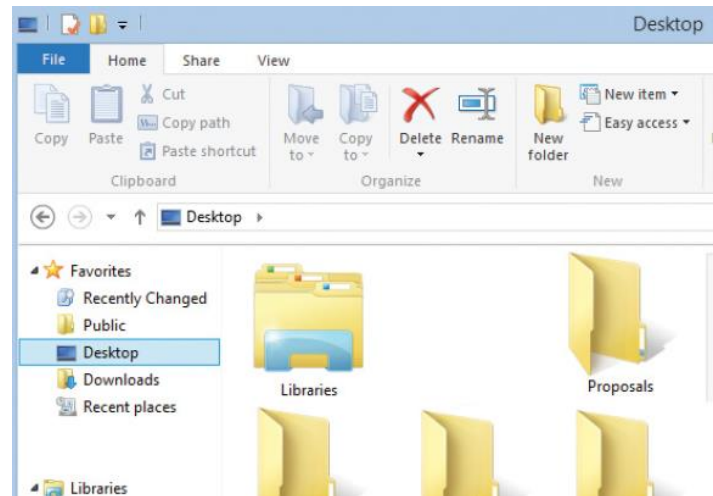 Desktop
File Home Share View
Copy
Paste
Cut
Copy path
Paste shortcut
Clipboard
Move to
Copy to
Delete
Rename
Organize
New folder
New item
Easy access
New
Desktop
Favorites
Recently Changed
Public
Desktop
Downloads
Recent places
Libraries
Libraries
Proposals